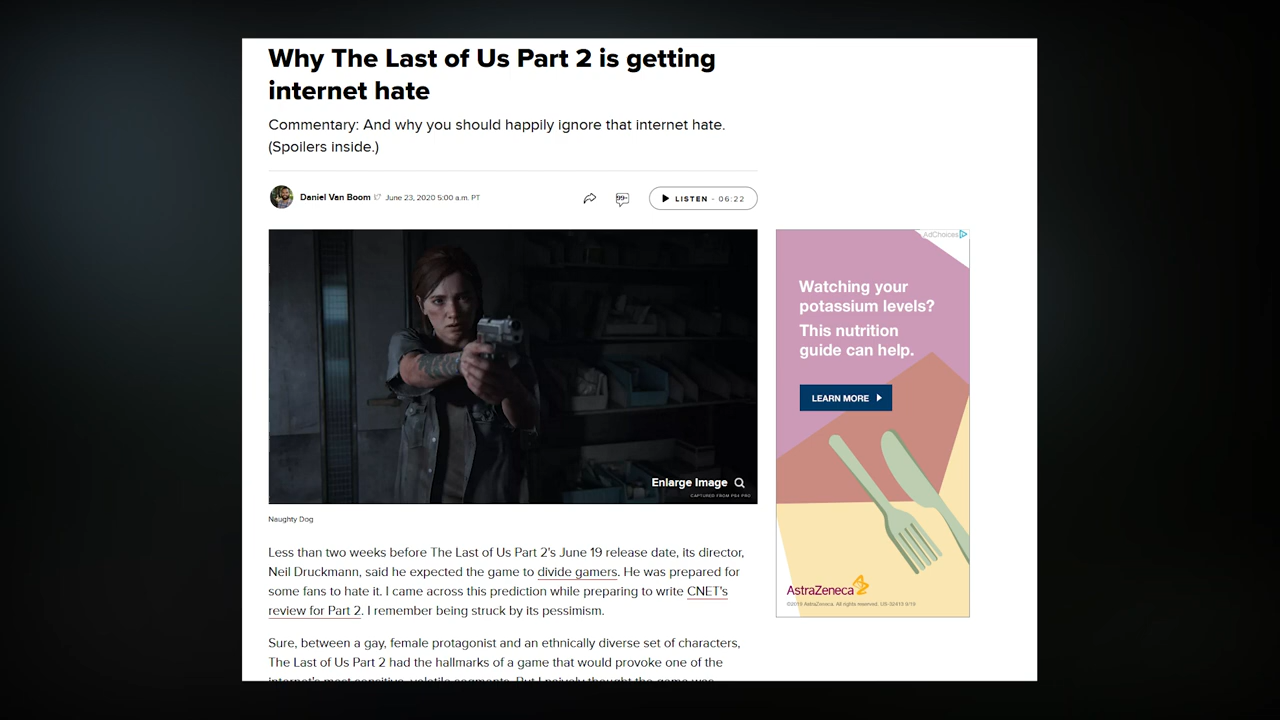 Why The Last of Us Part 2 is getting
internet hate
Commentary: And why you should happily ignore that internet hate.
(Spoilers inside.)
Daniel Van Boom June 23, 2020 5:00 a.m. PT
99+
LISTEN - 06:22
Enlarge Image
CAPTURED FROM PS4 PRO
Naughty Dog
Less than two weeks before The Last of Us Part 2's June 19 release date, its director,
Neil Druckmann, said he expected the game to divide gamers. He was prepared for
some fans to hate it. I came across this prediction while preparing to write CNET's
review for Part 2. I remember being struck by its pessimism.
Sure, between a gay, female protagonist and an ethnically diverse set of characters,
The Last of Us Part 2 had the hallmarks of a game that would provoke one of the
internet's most sensitive, volatile segments. But I naively thought the game was
AdChoices
Watching your
potassium levels?
This nutrition
guide can help.
LEARN MORE
AstraZeneca
©2019 AstraZeneca. All rights reserved.